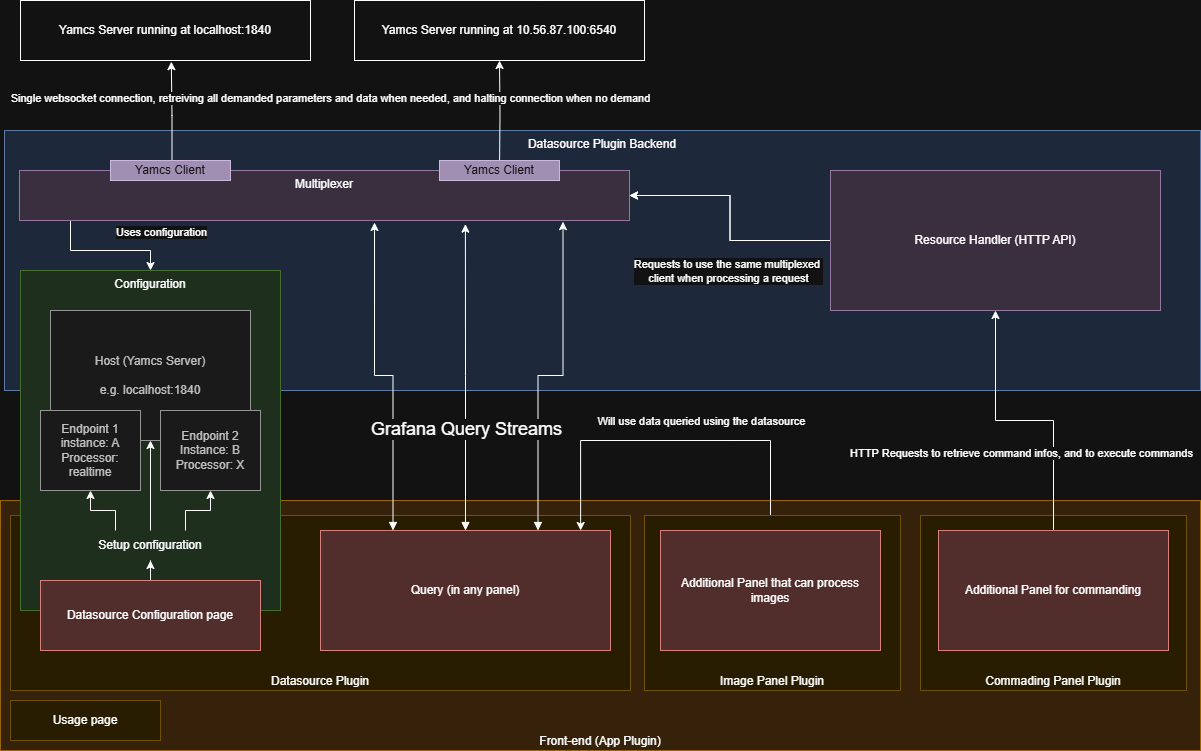 Yamcs Server running at localhost:1840
Yamcs Server running at 10.56.87.100:6540
Single websocket connection, retreiving all demanded parameters and data when needed, and halting connection when no demand
Datasource Plugin Backend
Yamcs Client
Yamcs Client
Multiplexer
Uses configuration
Resource Handler (HTTP API)
Requests to use the same multiplexed
client when processing a request
Configuration
Host (Yamcs Server)
e.g. localhost:1840
Endpoint 1
instance: A
Processor:
realtime
Endpoint 2
Instance: B
Processor: X
Grafana Query Streams
Will use data queried using the datasource
HTTP Requests to retrieve command infos, and to execute commands
Setup configuration
Datasource Configuration page
Query (in any panel)
Additional Panel that can process
images
Additional Panel for commanding
Datasource Plugin
Image Panel Plugin
Commading Panel Plugin
Usage page
Front-end (App Plugin)